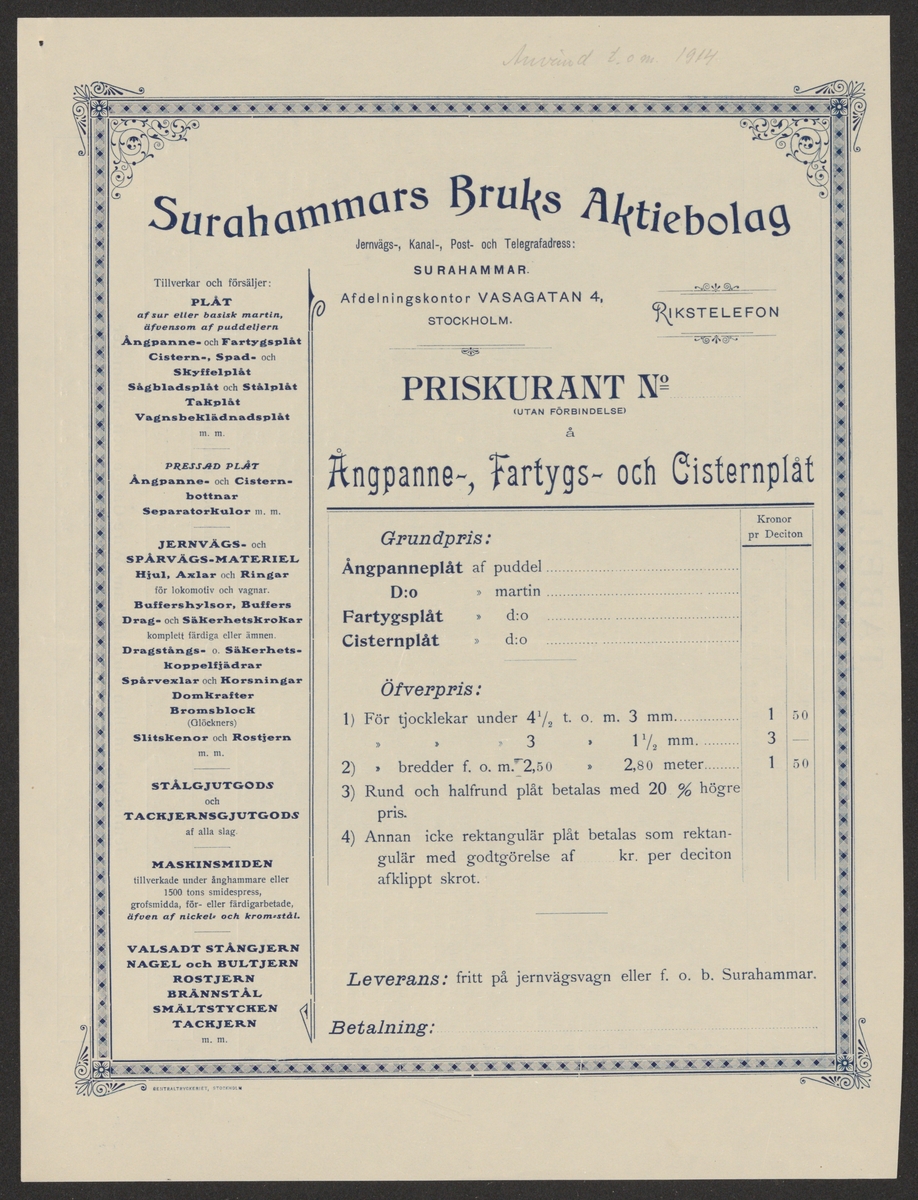 Använd t. o m. 1914
Surahammars Bruks Aktiebolag
Jernvägs-, Kanal-, Post- och Telegrafadress:
SURAHAMMAR.
Afdelningskontor VASAGATAN 4,
STOCKHOLM.
RIKSTELEFON
Tillverkar och försäljer:
PLÅT
af sur eller basisk martin,
äfvensom af puddeljern
Ångpanne- och Fartygsplåt
Cistern-, Spad- och
Skyffelplåt
Sågbladsplåt och Stålplåt
Takplåt
Vagnsbeklädnadsplåt
m. m.
PRESSAD PLÅT
Ångpanne- och Cistern-
bottnar
Separatorkulor m. m.
JERNVÄGS- och
SPÅRVÄGS-MATERIEL
Hjul, Axlar och Ringar
för lokomotiv och vagnar.
Buffershylsor, Buffers
Drag- och Säkerhetskrokar
komplett färdiga eller ämnen.
Dragstångs- o. Säkerhets-
koppelfjädrar
Spårvexlar och Korsningar
Domkrafter
Bromsblock
(Glöckners)
Slitskenor och Rostjern
m. m.
STÅLGJUTGODS
och
TACKJERNSGJUTGODS
af alla slag.
MASKINSMIDEN
tillverkade under ånghammare eller
1500 tons smidespress,
grofsmidda, för- eller färdigarbetade,
äfven af nickel- och krom-stål.
VALSADT STÅNGJERN
NAGEL och BULTJERN
ROSTJERN
BRÄNNSTÅL
SMÄLTSTYCKEN
TACKJERN
m. m.
PRISKURANT Nº
(UTAN FÖRBINDELSE)
å
Ångpanne-, Fartygs- och Cisternplåt
Kronor
pr Deciton
Grundpris:
Ångpanneplåt af puddel
D:o » martin
Fartygsplåt » d:o
Cisternplåt » d:o
Öfverpris:
1) För tjocklekar under 4 1/2 t. o. m. 3 mm. 1 50
» » » 3 » 1 1/2 mm. 3 —
2) » bredder f. o. m. 2,50 » 2,80 meter 1 50
3) Rund och halfrund plåt betalas med 20 % högre
pris.
4) Annan icke rektangulär plåt betalas som rektan-
gulär med godtgörelse af kr. per deciton
afklippt skrot.
Leverans: fritt på jernvägsvagn eller f. o. b. Surahammar.
Betalning:
CENTRALTRYCKERIET, STOCKHOLM